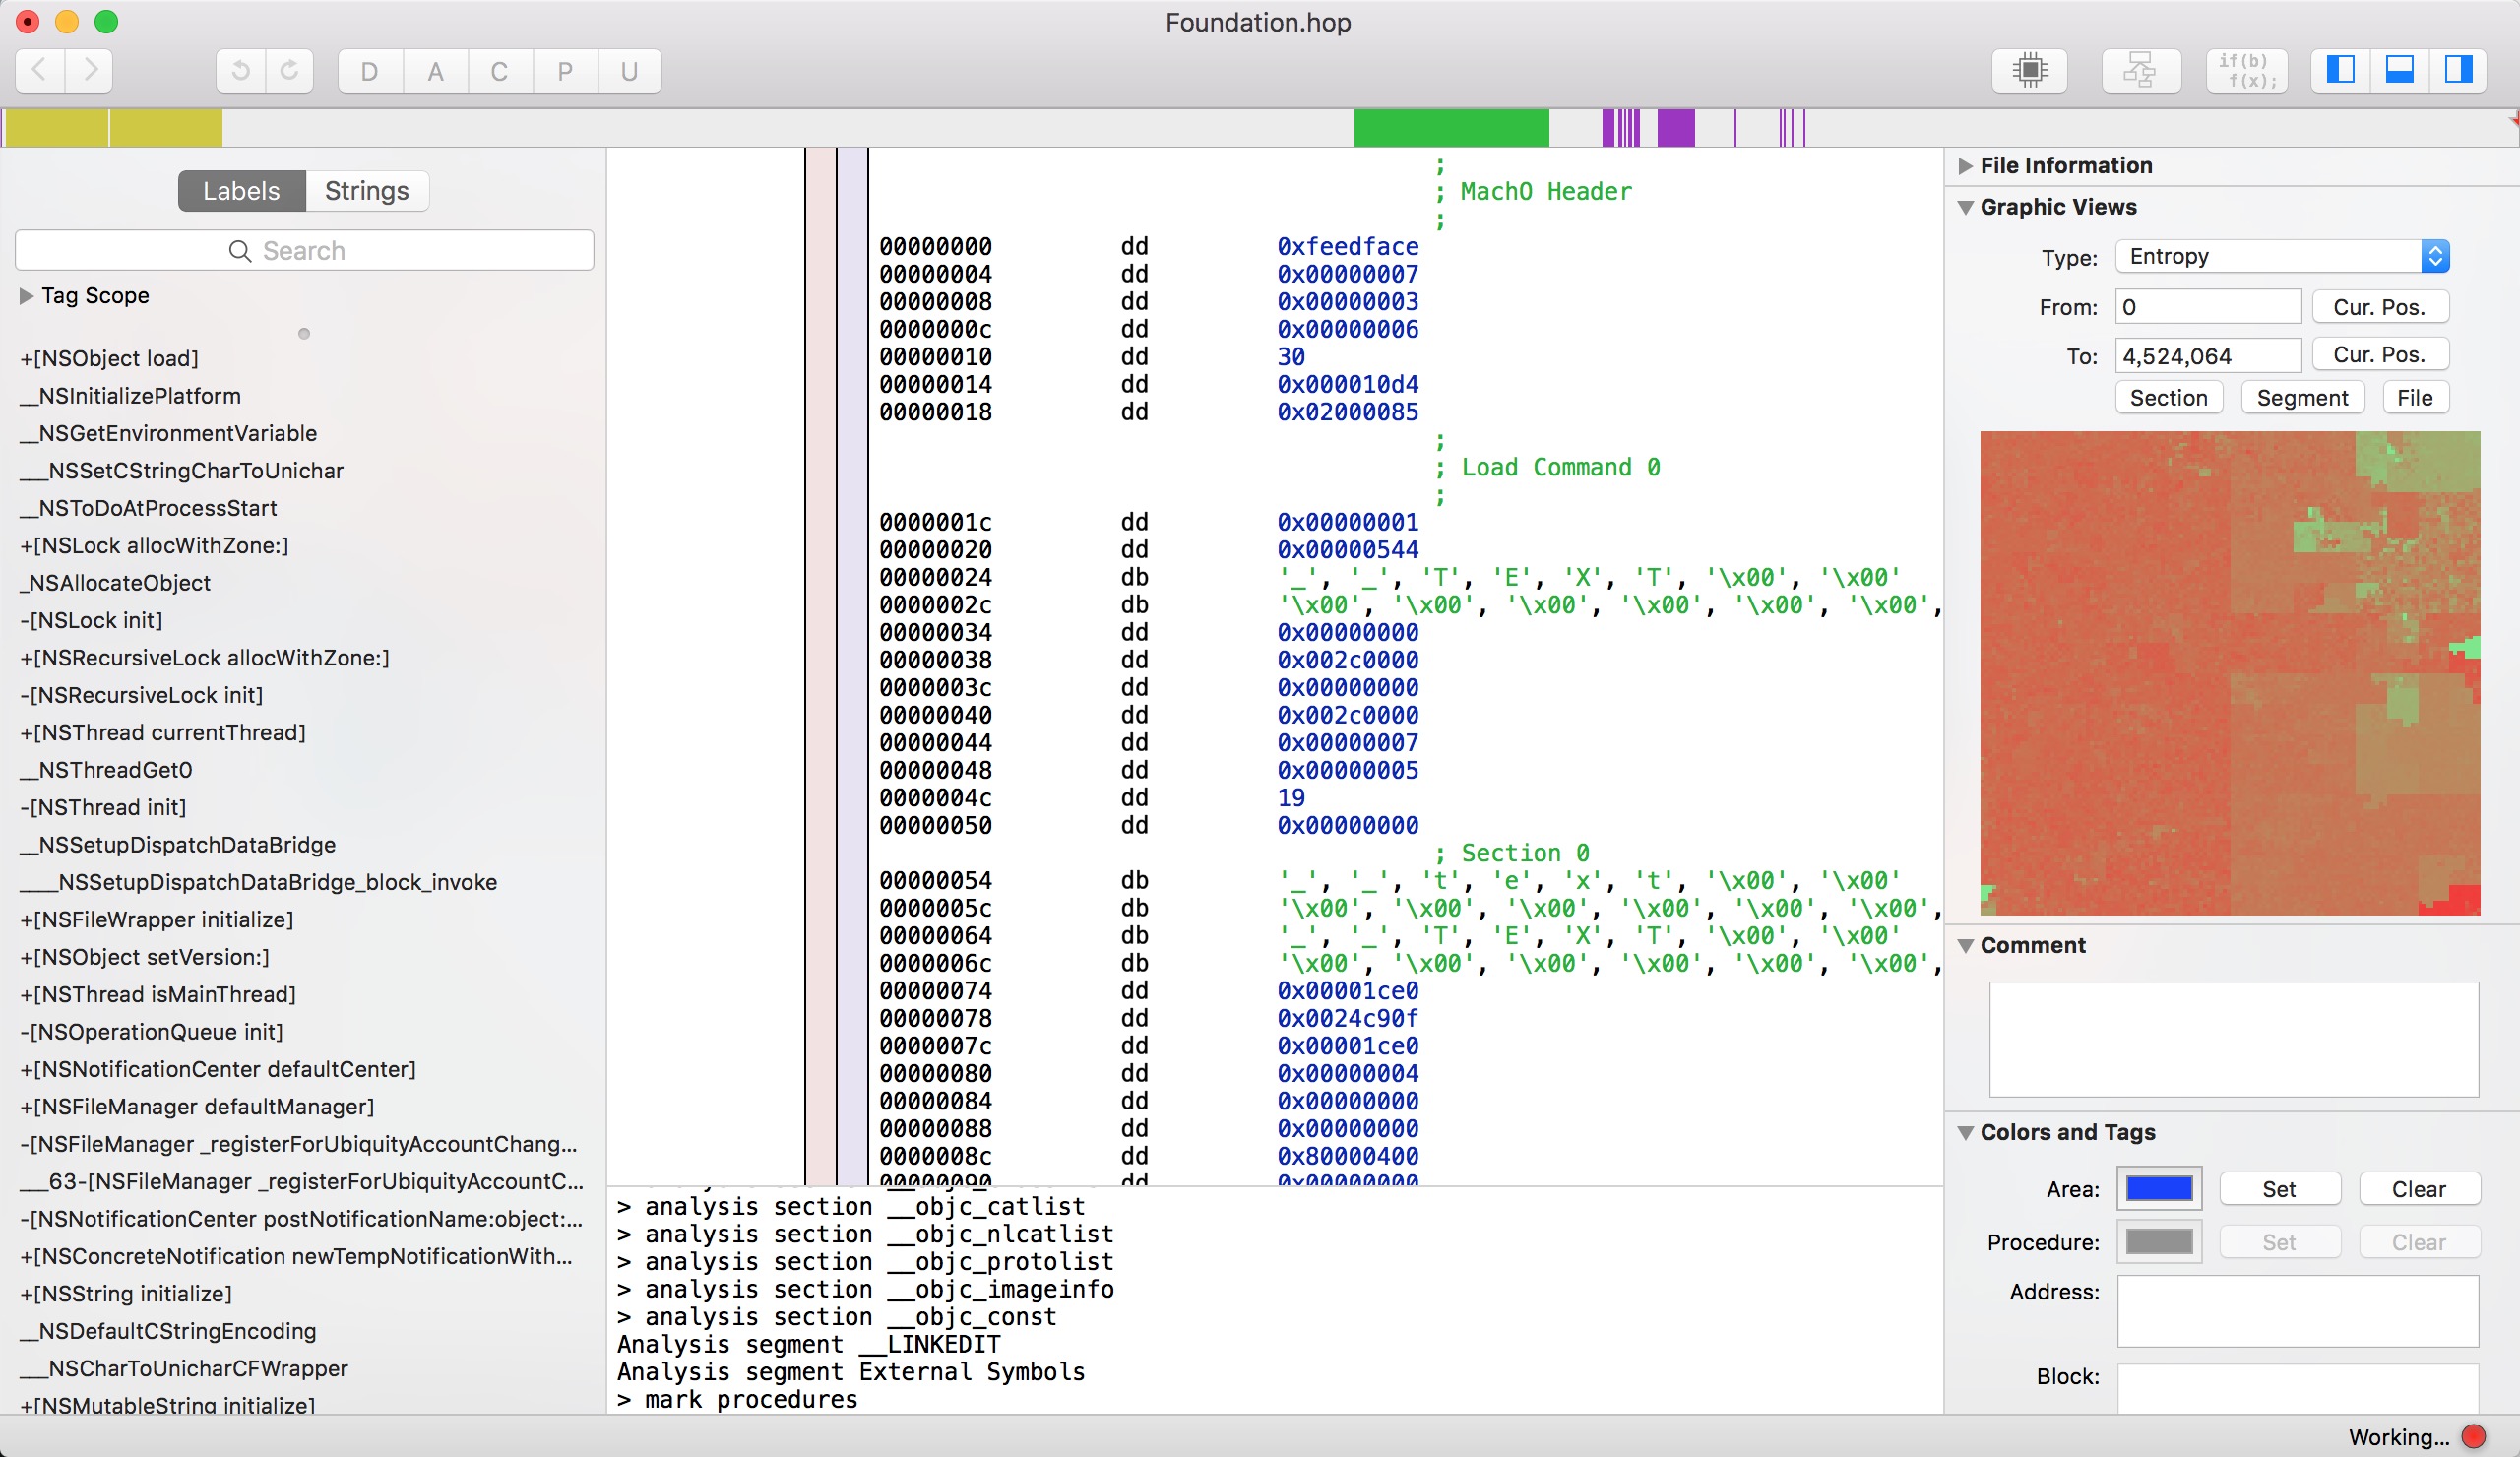 Foundation.hop
D A C P U
if(b)
f(x);
Labels Strings
Search
Tag Scope
+[NSObject load]
__NSInitializePlatform
__NSGetEnvironmentVariable
___NSSetCStringCharToUnichar
__NSToDoAtProcessStart
+[NSLock allocWithZone:]
_NSAllocateObject
-[NSLock init]
+[NSRecursiveLock allocWithZone:]
-[NSRecursiveLock init]
+[NSThread currentThread]
__NSThreadGet0
-[NSThread init]
__NSSetupDispatchDataBridge
____NSSetupDispatchDataBridge_block_invoke
+[NSFileWrapper initialize]
+[NSObject setVersion:]
+[NSThread isMainThread]
-[NSOperationQueue init]
+[NSNotificationCenter defaultCenter]
+[NSFileManager defaultManager]
-[NSFileManager _registerForUbiquityAccountChang...
___63-[NSFileManager _registerForUbiquityAccountC...
-[NSNotificationCenter postNotificationName:object:...
+[NSConcreteNotification newTempNotificationWith...
+[NSString initialize]
__NSDefaultCStringEncoding
___NSCharToUnicharCFWrapper
+[NSMutableString initialize]
;
; MachO Header
;
00000000 dd 0xfeedface
00000004 dd 0x00000007
00000008 dd 0x00000003
0000000c dd 0x00000006
00000010 dd 30
00000014 dd 0x000010d4
00000018 dd 0x02000085
;
; Load Command 0
;
0000001c dd 0x00000001
00000020 dd 0x00000544
00000024 db '_', '_', 'T', 'E', 'X', 'T', '\x00', '\x00'
0000002c db '\x00', '\x00', '\x00', '\x00', '\x00', '\x00',
00000034 dd 0x00000000
00000038 dd 0x002c0000
0000003c dd 0x00000000
00000040 dd 0x002c0000
00000044 dd 0x00000007
00000048 dd 0x00000005
0000004c dd 19
00000050 dd 0x00000000
; Section 0
00000054 db '_', '_', 't', 'e', 'x', 't', '\x00', '\x00'
0000005c db '\x00', '\x00', '\x00', '\x00', '\x00', '\x00',
00000064 db '_', '_', 'T', 'E', 'X', 'T', '\x00', '\x00'
0000006c db '\x00', '\x00', '\x00', '\x00', '\x00', '\x00',
00000074 dd 0x00001ce0
00000078 dd 0x0024c90f
0000007c dd 0x00001ce0
00000080 dd 0x00000004
00000084 dd 0x00000000
00000088 dd 0x00000000
0000008c dd 0x80000400
00000090 dd 0x00000000
> analysis section __objc_catlist
> analysis section __objc_nlcatlist
> analysis section __objc_protolist
> analysis section __objc_imageinfo
> analysis section __objc_const
Analysis segment __LINKEDIT
Analysis segment External Symbols
> mark procedures
File Information
Graphic Views
Type: Entropy
From: 0 Cur. Pos.
To: 4,524,064 Cur. Pos.
Section Segment File
Comment
Colors and Tags
Area: Set Clear
Procedure: Set Clear
Address:
Block:
Working...